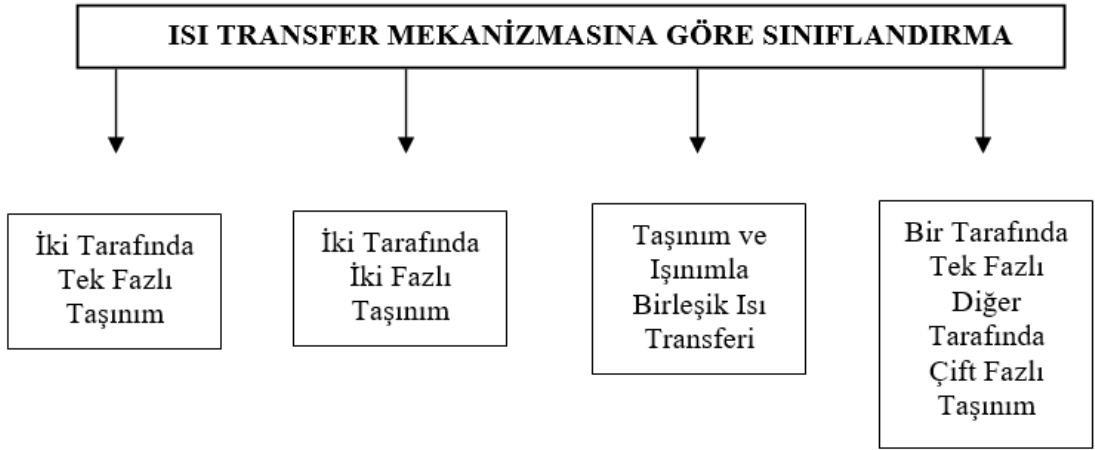 ISI TRANSFER MEKANİZMASINA GÖRE SINIFLANDIRMA
İki Tarafında
Tek Fazlı
Taşınım
İki Tarafında
İki Fazlı
Taşınım
Taşınım ve
Işınımla
Birleşik Isı
Transferi
Bir Tarafında
Tek Fazlı
Diğer
Tarafında
Çift Fazlı
Taşınım